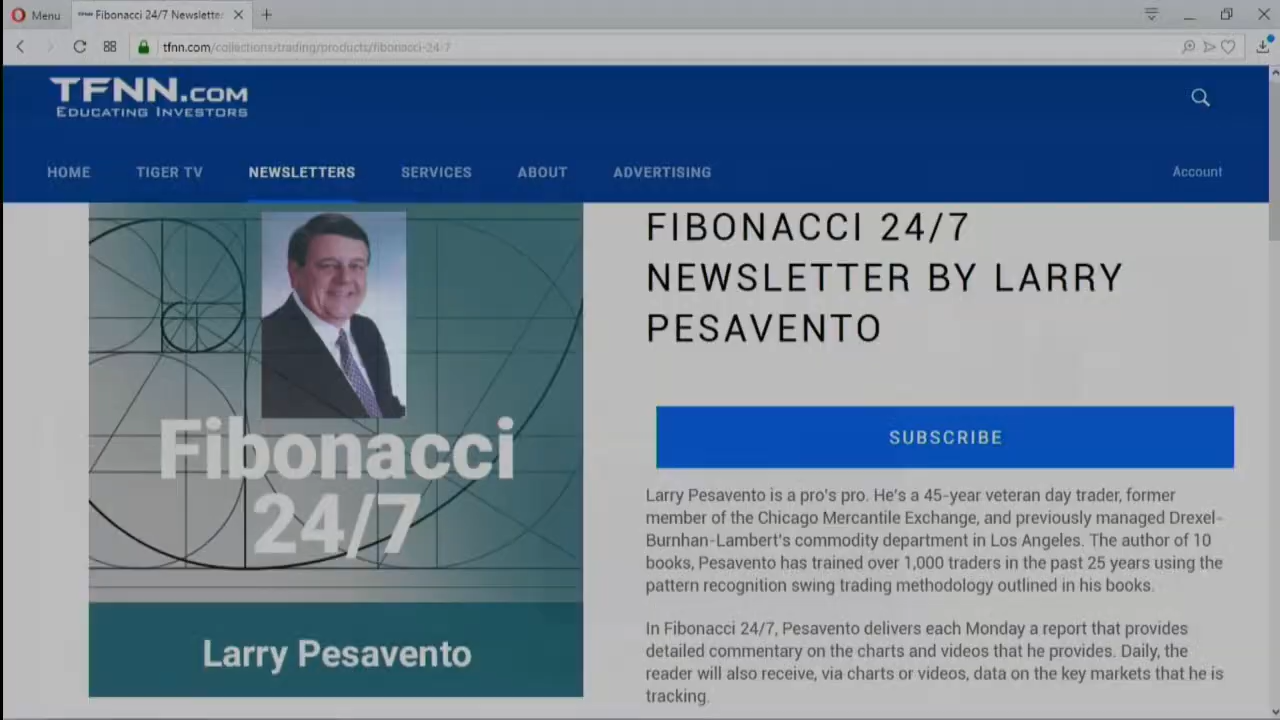 Menu
Fibonacci 24/7 Newsletter
tfnn.com/collections/trading/products/fibonacci-24-7
TFNN.COM
EDUCATING INVESTORS
HOME
TIGER TV
NEWSLETTERS
SERVICES
ABOUT
ADVERTISING
Account
Fibonacci
24/7
Larry Pesavento
FIBONACCI 24/7
NEWSLETTER BY LARRY
PESAVENTO
SUBSCRIBE
Larry Pesavento is a pro's pro. He's a 45-year veteran day trader, former
member of the Chicago Mercantile Exchange, and previously managed Drexel-
Burnhan-Lambert's commodity department in Los Angeles. The author of 10
books, Pesavento has trained over 1,000 traders in the past 25 years using the
pattern recognition swing trading methodology outlined in his books.
In Fibonacci 24/7, Pesavento delivers each Monday a report that provides
detailed commentary on the charts and videos that he provides. Daily, the
reader will also receive, via charts or videos, data on the key markets that he is
tracking.